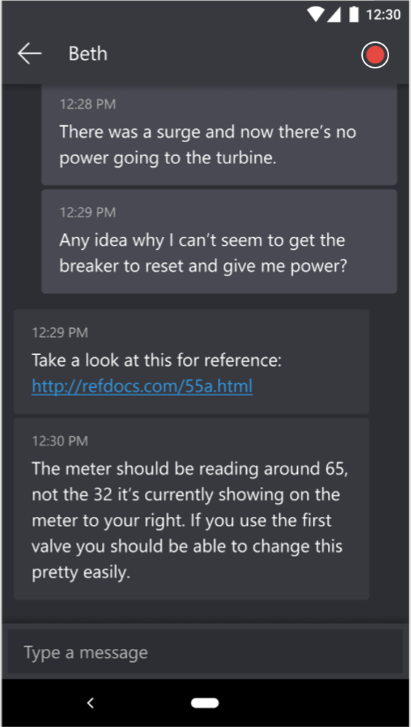 12:30
Beth
12:28 PM
There was a surge and now there's no
power going to the turbine.
12:29 PM
Any idea why I can't seem to get the
breaker to reset and give me power?
12:29 PM
Take a look at this for reference:
http://refdocs.com/55a.html
12:30 PM
The meter should be reading around 65,
not the 32 it's currently showing on the
meter to your right. If you use the first
valve you should be able to change this
pretty easily.
Type a message